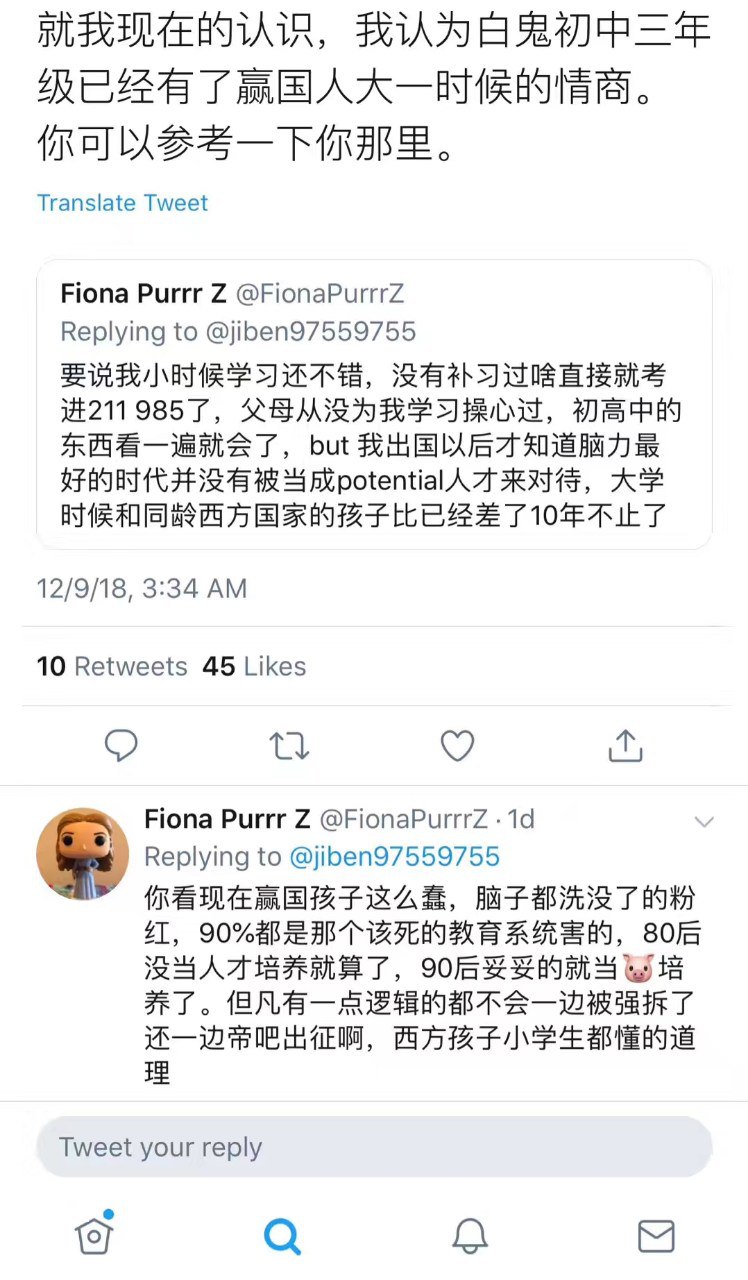 就我现在的认识，我认为白鬼初中三年
级已经有了赢国人大一时候的情商。
你可以参考一下你那里。
Translate Tweet
Fiona Purrr Z @FionaPurrrZ
Replying to @jiben97559755
要说我小时候学习还不错，没有补习过啥直接就考
进211 985了，父母从没为我学习操心过，初高中的
东西看一遍就会了，but 我出国以后才知道脑力最
好的时代并没有被当成potential人才来对待，大学
时候和同龄西方国家的孩子比已经差了10年不止了
12/9/18, 3:34 AM
10 Retweets 45 Likes
Fiona Purrr Z @FionaPurrrZ · 1d
Replying to @jiben97559755
你看现在赢国孩子这么蠢，脑子都洗没了的粉
红，90%都是那个该死的教育系统害的，80后
没当人才培养就算了，90后妥妥的就当🐷培
养了。但凡有一点逻辑的都不会一边被强拆了
还一边帝吧出征啊，西方孩子小学生都懂的道
理
Tweet your reply